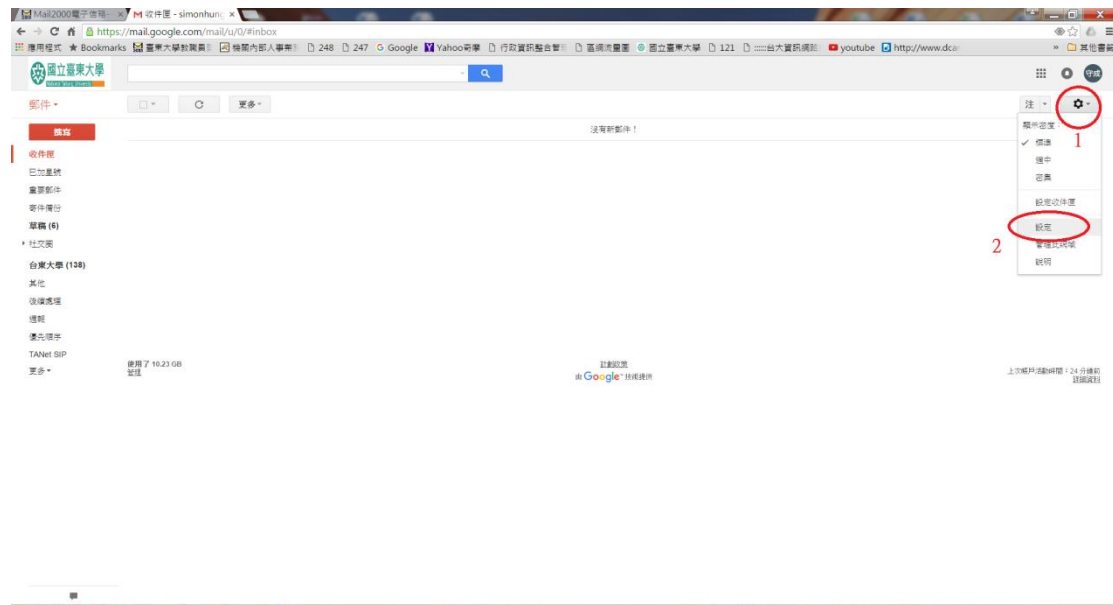 Mail2000電子信箱-
收件匣 - simonhung
https://mail.google.com/mail/u/0/#inbox
應用程式 Bookmarks 臺東大學教職員 機關內部人事案 248 247 Google Yahoo奇摩 行政資訊整合 區網流量圖 國立臺東大學 121 :::::台大資訊網路 youtube http://www.dca » 其他書籤
國立臺東大學
守成
郵件
更多
注
沒有新郵件！
撰寫
1
顯示密度：
標準
適中
密集
設定收件匣
設定
2
管理此網域
說明
收件匣
已加星號
重要郵件
寄件備份
草稿 (6)
社交圈
台東大學 (138)
其他
後續處理
週報
優先順序
TANet SIP
更多
使用了 10.23 GB
管理
計劃政策
由 Google 技術提供
上次帳戶活動時間：24 分鐘前
詳細資料